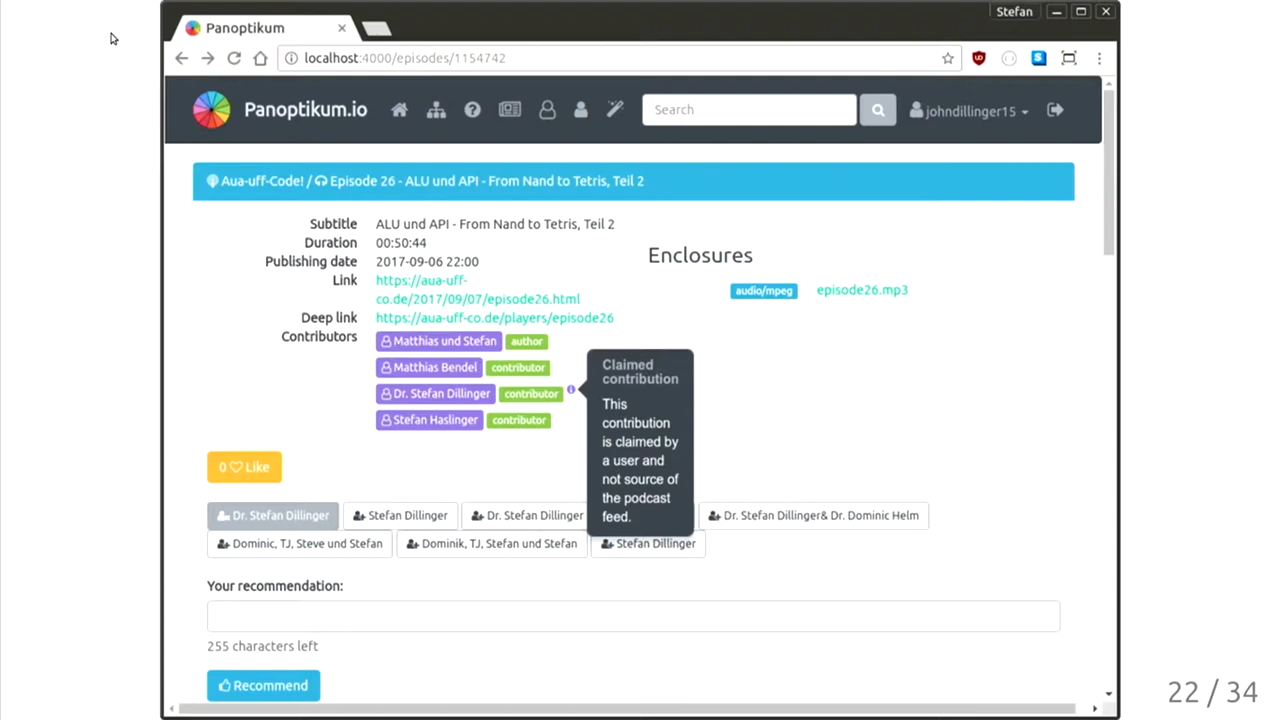 Stefan
Panoptikum
localhost:4000/episodes/1154742
Panoptikum.io
Search
johndillinger15
Aua-uff-Code! / Episode 26 - ALU und API - From Nand to Tetris, Teil 2
Subtitle ALU und API - From Nand to Tetris, Teil 2
Duration 00:50:44
Publishing date 2017-09-06 22:00
Link https://aua-uff-
co.de/2017/09/07/episode26.html
Deep link https://aua-uff-co.de/players/episode26
Contributors Matthias und Stefan author
Matthias Bendel contributor
Dr. Stefan Dillinger contributor
Stefan Haslinger contributor
Enclosures
audio/mpeg episode26.mp3
Claimed
contribution
This
contribution
is claimed by
a user and
not source of
the podcast
feed.
0 Like
Dr. Stefan Dillinger Stefan Dillinger Dr. Stefan Dillinger Dr. Stefan Dillinger& Dr. Dominic Helm
Dominic, TJ, Steve und Stefan Dominik, TJ, Stefan und Stefan Stefan Dillinger
Your recommendation:
255 characters left
Recommend
22 / 34